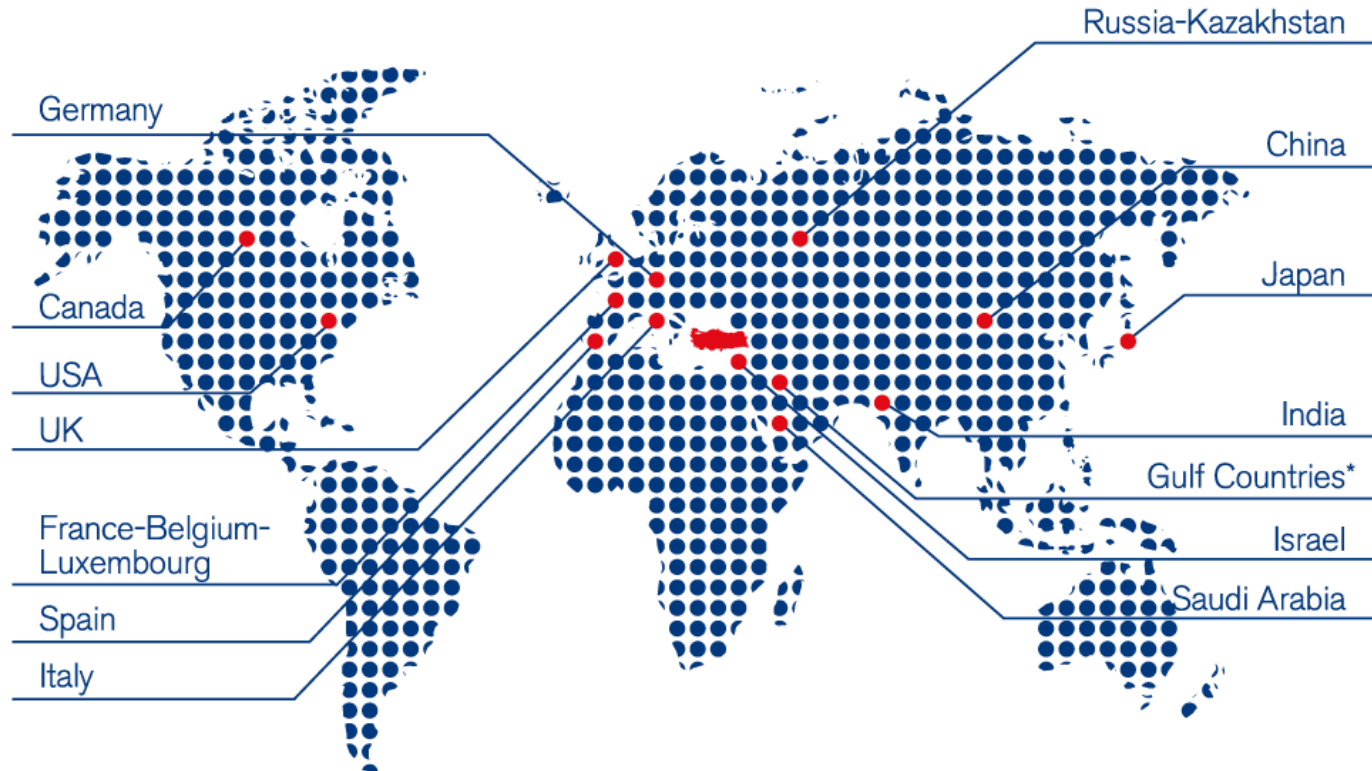 Russia-Kazakhstan
Germany
China
Japan
Canada
USA
UK
India
Gulf Countries*
France-Belgium-
Luxembourg
Israel
Saudi Arabia
Spain
Italy